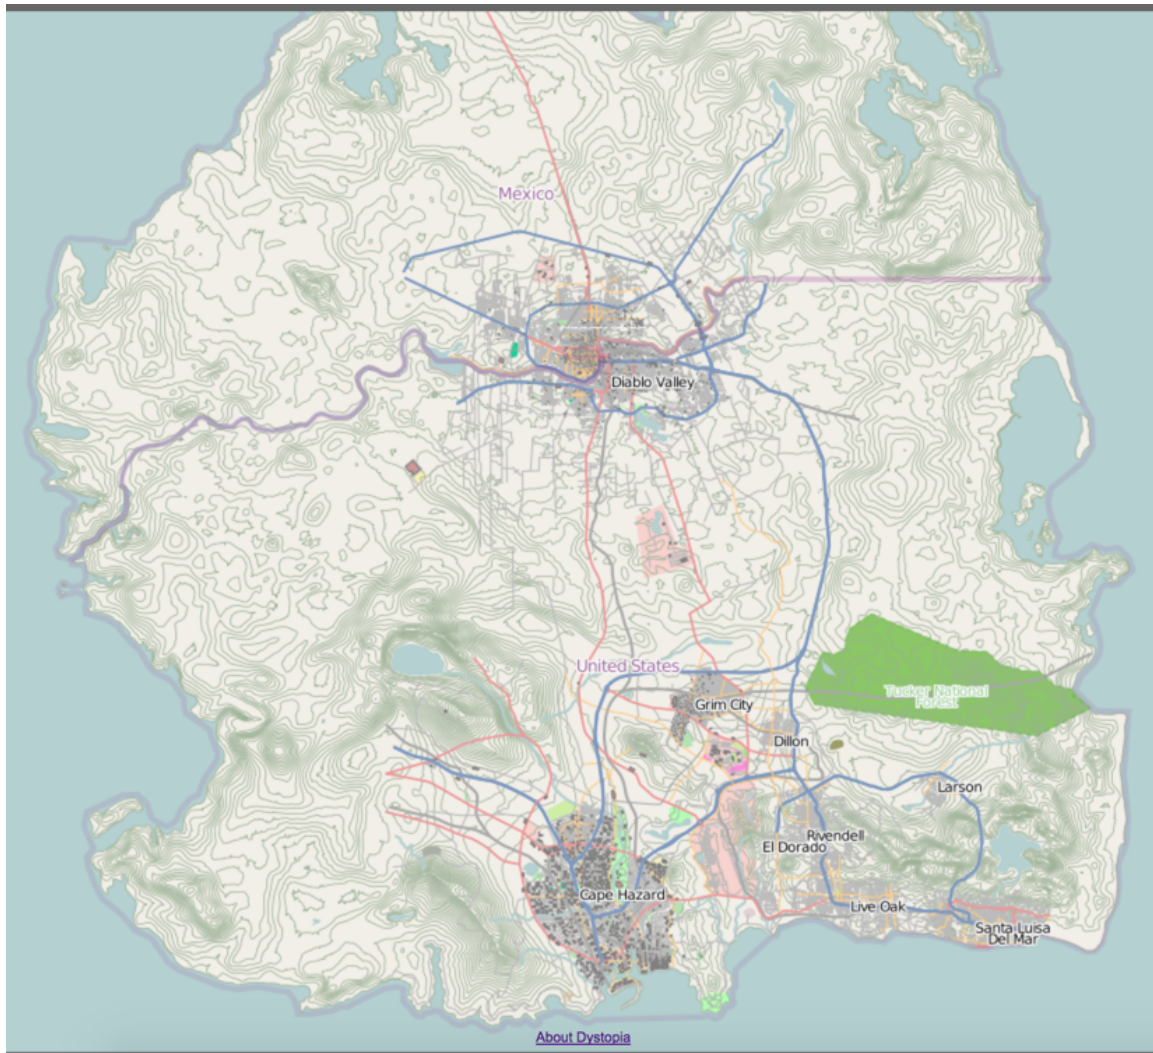 Mexico
Diablo Valley
United States
Tucker National
Forest
Grim City
Dillon
Larson
Rivendell
El Dorado
Cape Hazard
Live Oak
Santa Luisa
Del Mar
About Dystopia